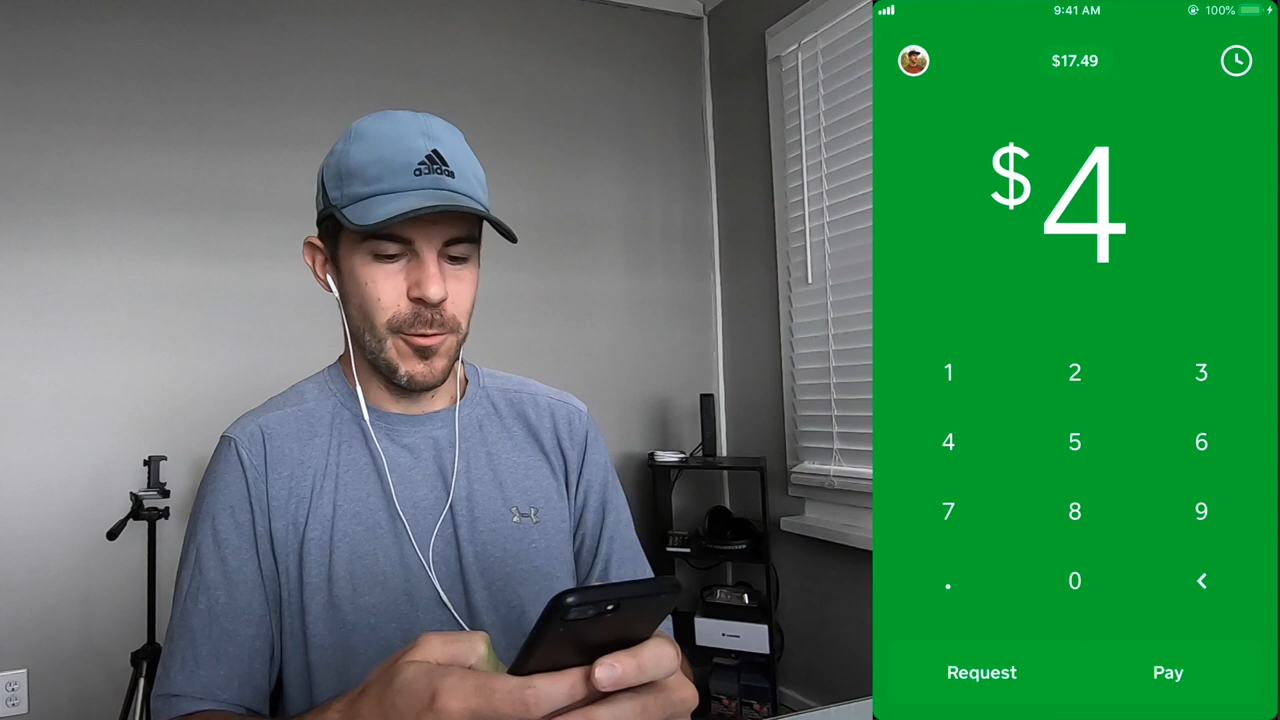 9:41 AM
100%
$17.49
$4
1 2 3
4 5 6
7 8 9
. 0 <
Request Pay
adidas